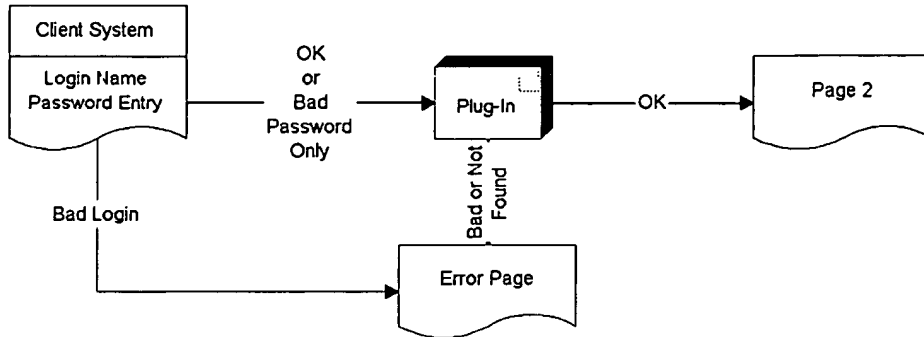 Client System
Login Name
Password Entry
OK
or
Bad
Password
Only
Plug-In
OK
Page 2
Bad or Not
Found
Bad Login
Error Page